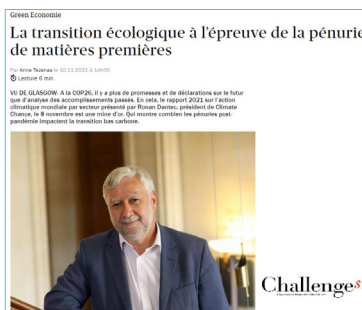 Green Economie
La transition écologique à l'épreuve de la pénurie
de matières premières
Par Anne Tezenas le 10.11.2021 à 14h00
Lecture 6 min.
VU DE GLASGOW- A la COP26, il y a plus de promesses et de déclarations sur le futur
que d'analyse des accomplissements passés. En cela, le rapport 2021 sur l'action
climatique mondiale par secteur présenté par Ronan Dantec, président de Climate
Chance, le 8 novembre est une mine d'or. Qui montre combien les pénuries post-
pandémie impactent la transition bas carbone.
Challenges